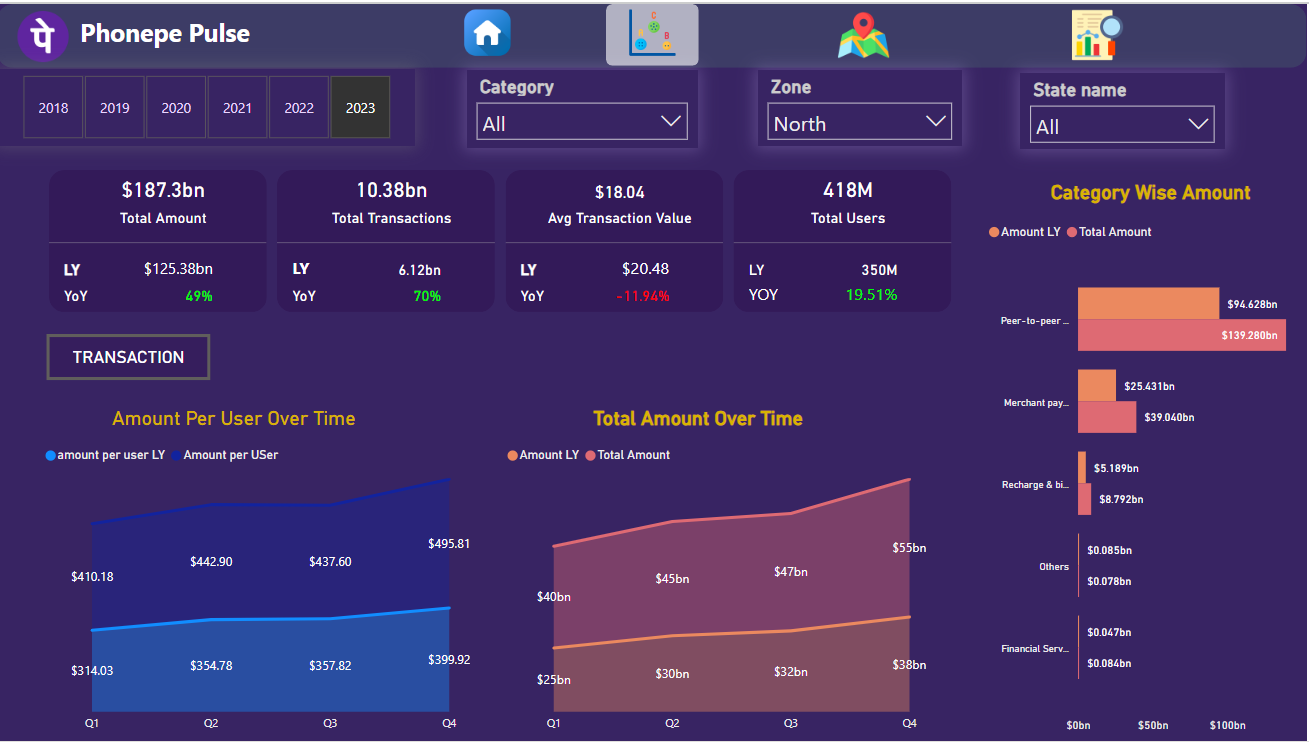 पे Phonepe Pulse
C
A
B
2018 2019 2020 2021 2022 2023
Category
All
Zone
North
State name
All
$187.3bn
Total Amount
LY $125.38bn
YoY 49%
10.38bn
Total Transactions
LY 6.12bn
YoY 70%
$18.04
Avg Transaction Value
LY $20.48
YoY -11.94%
418M
Total Users
LY 350M
YOY 19.51%
TRANSACTION
Amount Per User Over Time
amount per user LY Amount per USer
$410.18 $442.90 $437.60 $495.81
$314.03 $354.78 $357.82 $399.92
Q1 Q2 Q3 Q4
Total Amount Over Time
Amount LY Total Amount
$40bn $45bn $47bn $55bn
$25bn $30bn $32bn $38bn
Q1 Q2 Q3 Q4
Category Wise Amount
Amount LY Total Amount
Peer-to-peer ... $94.628bn
$139.280bn
Merchant pay... $25.431bn
$39.040bn
Recharge & bi... $5.189bn
$8.792bn
Others $0.085bn
$0.078bn
Financial Serv... $0.047bn
$0.084bn
$0bn $50bn $100bn